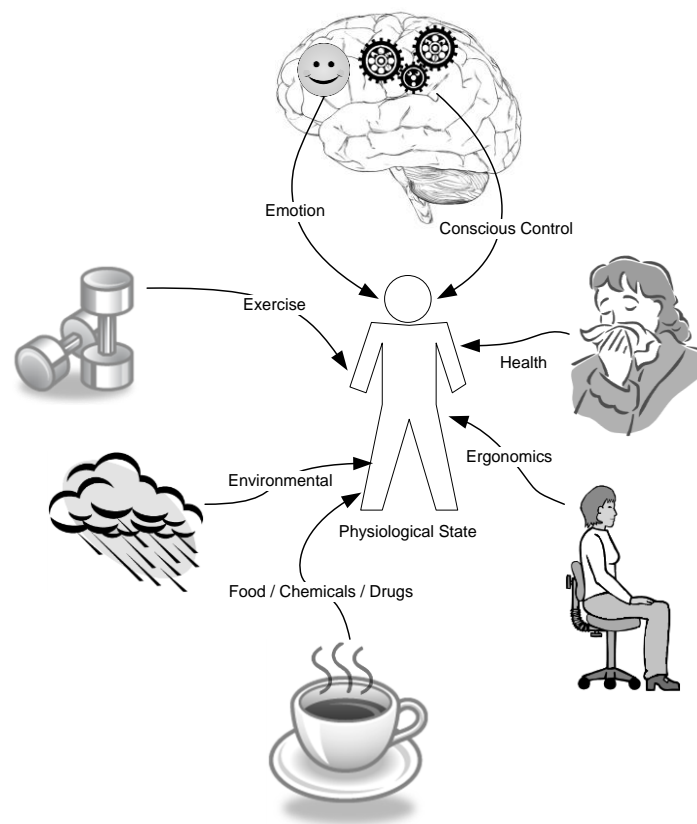 Emotion
Conscious Control
Exercise
Health
Ergonomics
Environmental
Physiological State
Food / Chemicals / Drugs